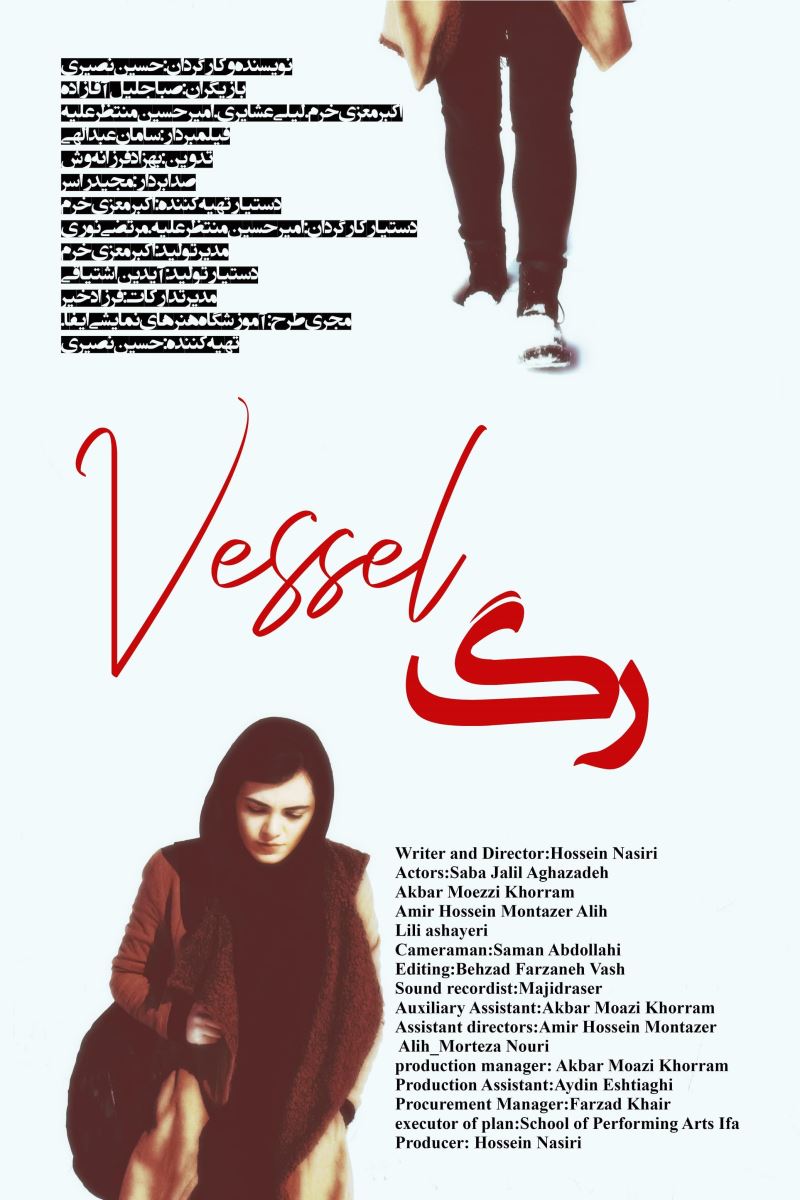 نویسنده و کارگردان: حسین نصیری
بازیگران: صبا جلیل آقازاده
اکبر معزی خرم. لیلی عشایری. امیر حسین منتظر علیه
فیلمبردار: سامان عبدالهی
تدوین: بهزاد فرزانه وش
صدابردار: مجید راسر
دستیار تهیه کننده: اکبر معزی خرم
دستیار کارگردان: امیر حسین منتظر علیه. مرتضی نوری
مدیر تولید: اکبر معزی خرم
دستیار تولید: آیدین اشتیاقی
مدیر تدارکات: فرزاد خیر
مجری طرح: آموزشگاه هنرهای نمایشی ایفا.
تهیه کننده: حسین نصیری
Vessel
رگ
Writer and Director:Hossein Nasiri
Actors:Saba Jalil Aghazadeh
Akbar Moezzi Khorram
Amir Hossein Montazer Alih
Lili ashayeri
Cameraman:Saman Abdollahi
Editing:Behzad Farzaneh Vash
Sound recordist:Majidraser
Auxiliary Assistant:Akbar Moazi Khorram
Assistant directors:Amir Hossein Montazer
Alih_Morteza Nouri
production manager: Akbar Moazi Khorram
Production Assistant:Aydin Eshtiaghi
Procurement Manager:Farzad Khair
executor of plan:School of Performing Arts Ifa
Producer: Hossein Nasiri